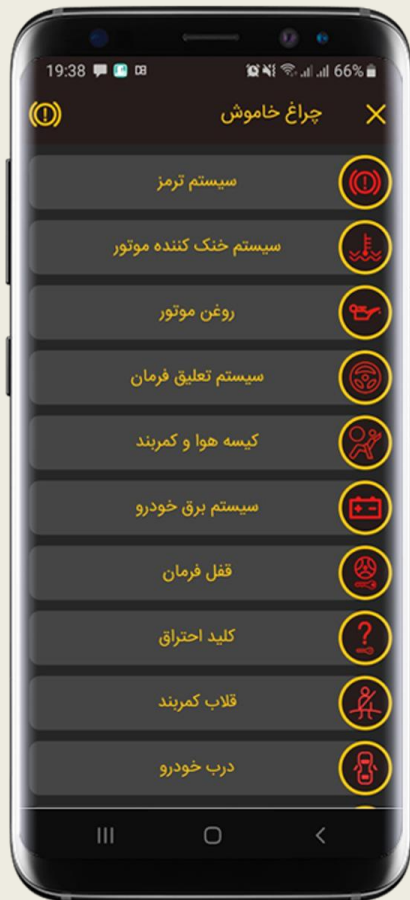 19:38
66%
چراغ خاموش
سیستم ترمز
سیستم خنک کننده موتور
روغن موتور
سیستم تعلیق فرمان
کیسه هوا و کمربند
سیستم برق خودرو
قفل فرمان
کلید احتراق
قلاب کمربند
درب خودرو